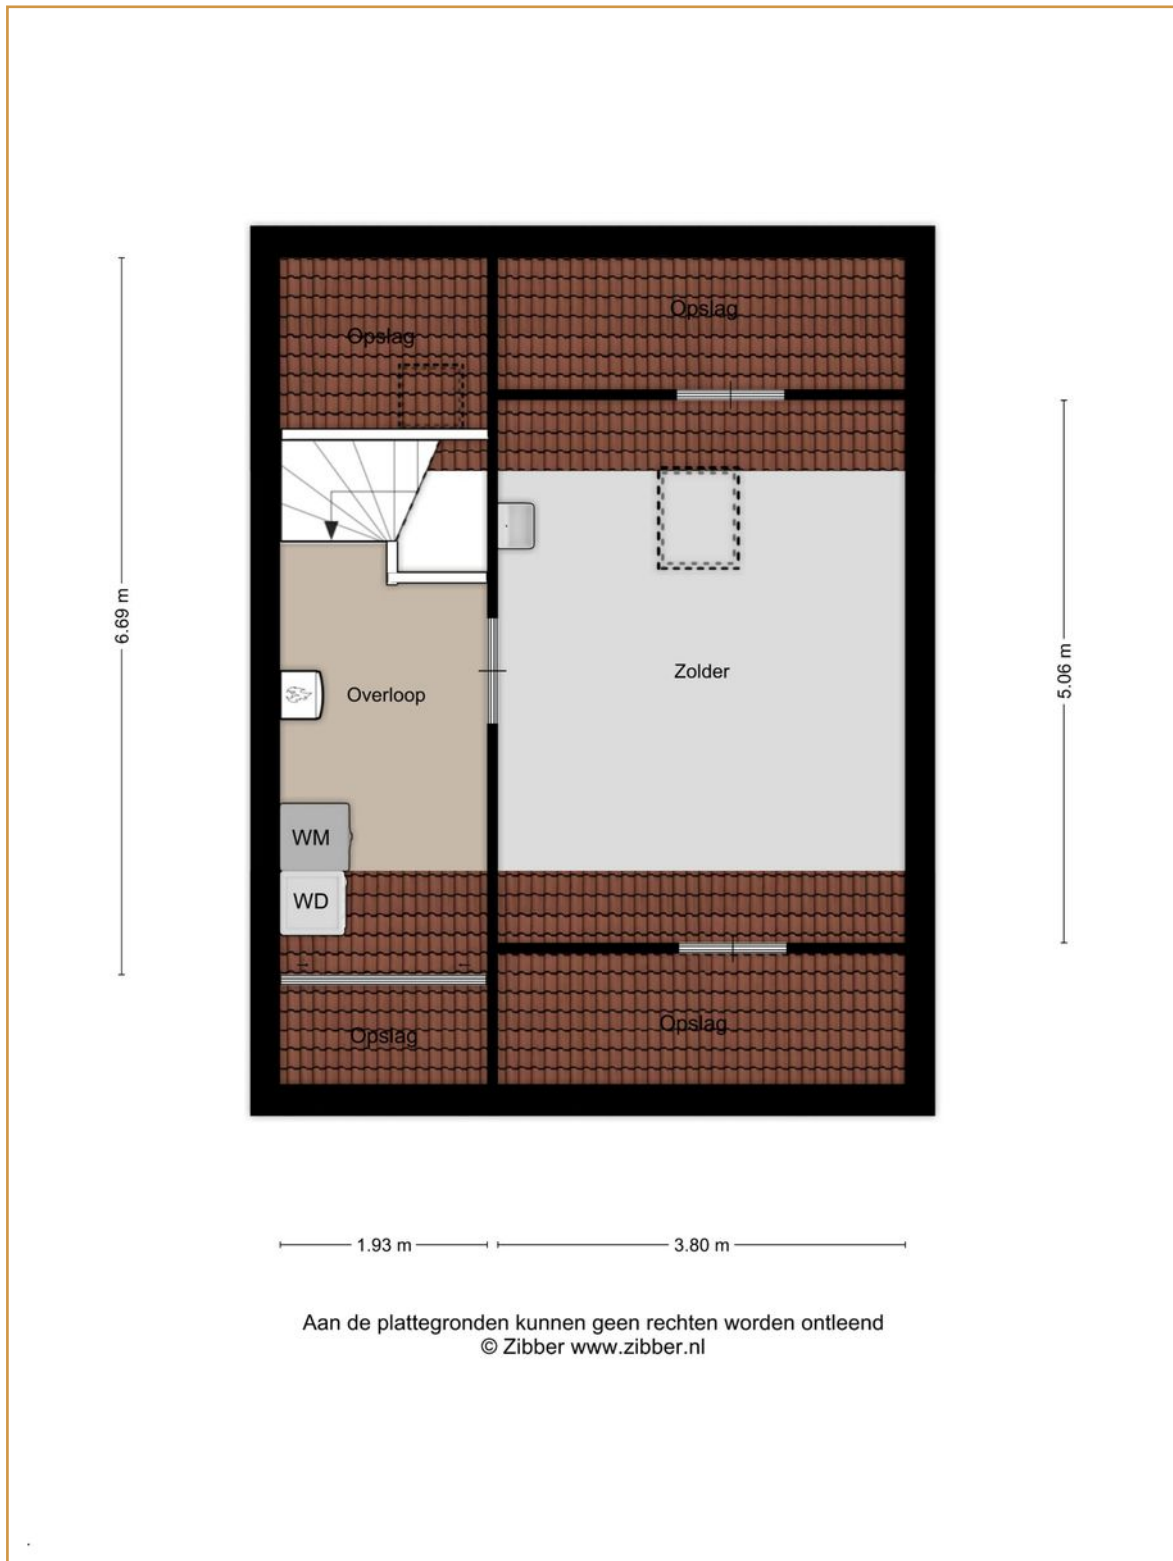 Opslag
Opslag
6.69 m
5.06 m
Zolder
Overloop
WM
WD
Opslag
Opslag
1.93 m
3.80 m
Aan de plattegronden kunnen geen rechten worden ontleend
© Zibber www.zibber.nl